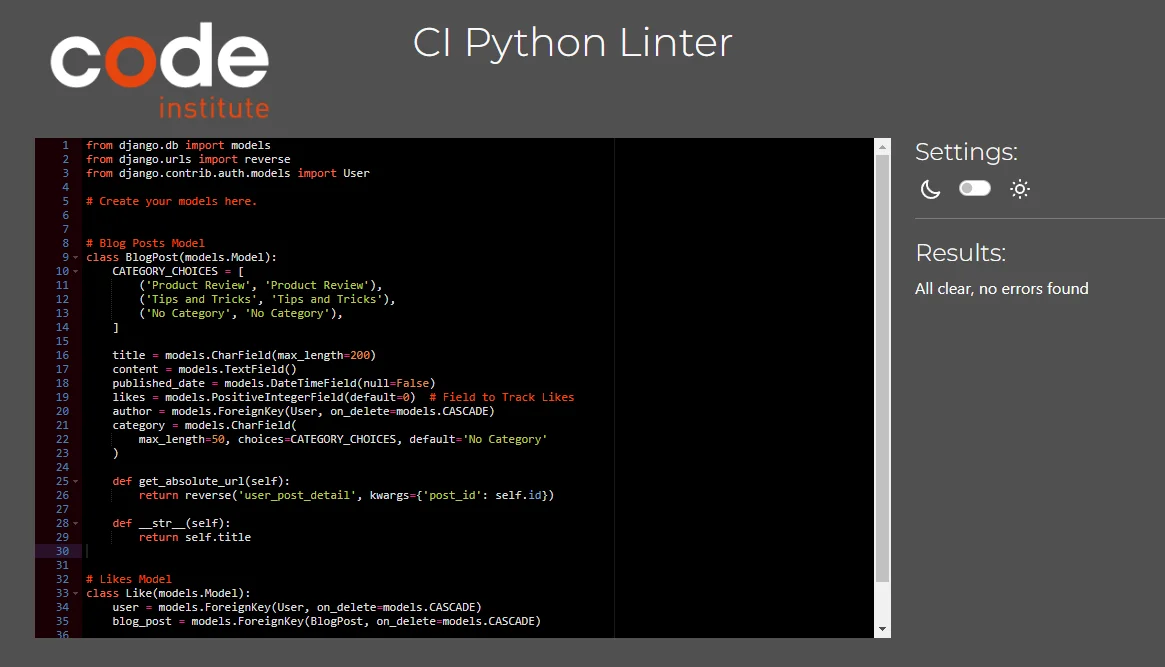 code
institute
CI Python Linter
1 from django.db import models
2 from django.urls import reverse
3 from django.contrib.auth.models import User
4
5 # Create your models here.
6
7
8 # Blog Posts Model
9 class BlogPost(models.Model):
10     CATEGORY_CHOICES = [
11         ('Product Review', 'Product Review'),
12         ('Tips and Tricks', 'Tips and Tricks'),
13         ('No Category', 'No Category'),
14     ]
15
16     title = models.CharField(max_length=200)
17     content = models.TextField()
18     published_date = models.DateTimeField(null=False)
19     likes = models.PositiveIntegerField(default=0)  # Field to Track Likes
20     author = models.ForeignKey(User, on_delete=models.CASCADE)
21     category = models.CharField(
22         max_length=50, choices=CATEGORY_CHOICES, default='No Category'
23     )
24
25     def get_absolute_url(self):
26         return reverse('user_post_detail', kwargs={'post_id': self.id})
27
28     def __str__(self):
29         return self.title
30
31
32 # Likes Model
33 class Like(models.Model):
34     user = models.ForeignKey(User, on_delete=models.CASCADE)
35     blog_post = models.ForeignKey(BlogPost, on_delete=models.CASCADE)
36
Settings:
Results:
All clear, no errors found